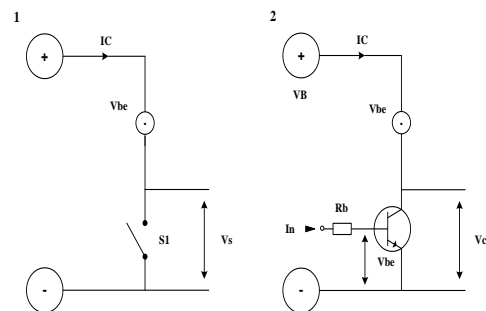 1
+
IC
Vbe
-
S1
Vs
-
2
+
IC
VB
Vbe
-
Rb
In
Vbe
Vc
+